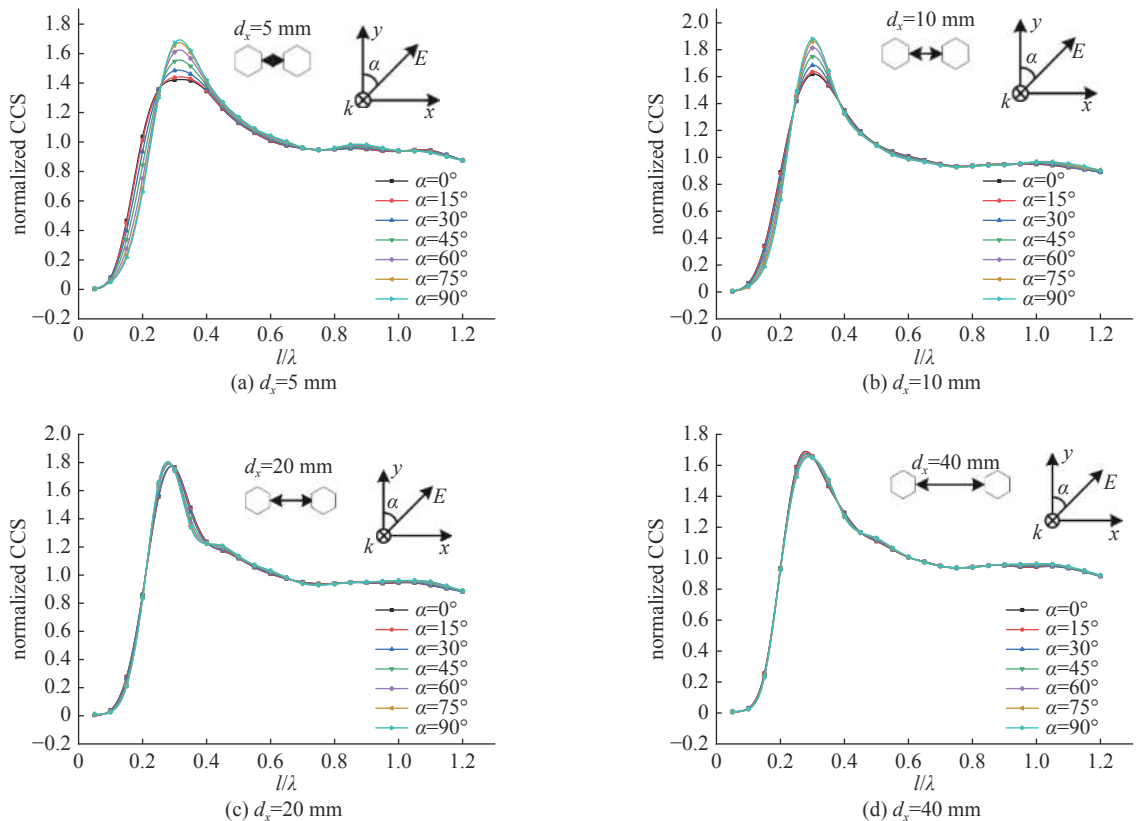 normalized CCS
1.8
1.6
1.4
1.2
1.0
0.8
0.6
0.4
0.2
0
−0.2
0 0.2 0.4 0.6 0.8 1.0 1.2
l/λ
dx=5 mm
y
E
α
k
x
α=0°
α=15°
α=30°
α=45°
α=60°
α=75°
α=90°
(a) dx=5 mm
normalized CCS
2.0
1.8
1.6
1.4
1.2
1.0
0.8
0.6
0.4
0.2
0
−0.2
0 0.2 0.4 0.6 0.8 1.0 1.2
l/λ
dx=10 mm
y
E
α
k
x
α=0°
α=15°
α=30°
α=45°
α=60°
α=75°
α=90°
(b) dx=10 mm
normalized CCS
2.0
1.8
1.6
1.4
1.2
1.0
0.8
0.6
0.4
0.2
0
−0.2
0 0.2 0.4 0.6 0.8 1.0 1.2
l/λ
dx=20 mm
y
E
α
k
x
α=0°
α=15°
α=30°
α=45°
α=60°
α=75°
α=90°
(c) dx=20 mm
normalized CCS
1.8
1.6
1.4
1.2
1.0
0.8
0.6
0.4
0.2
0
−0.2
0 0.2 0.4 0.6 0.8 1.0 1.2
l/λ
dx=40 mm
y
E
α
k
x
α=0°
α=15°
α=30°
α=45°
α=60°
α=75°
α=90°
(d) dx=40 mm